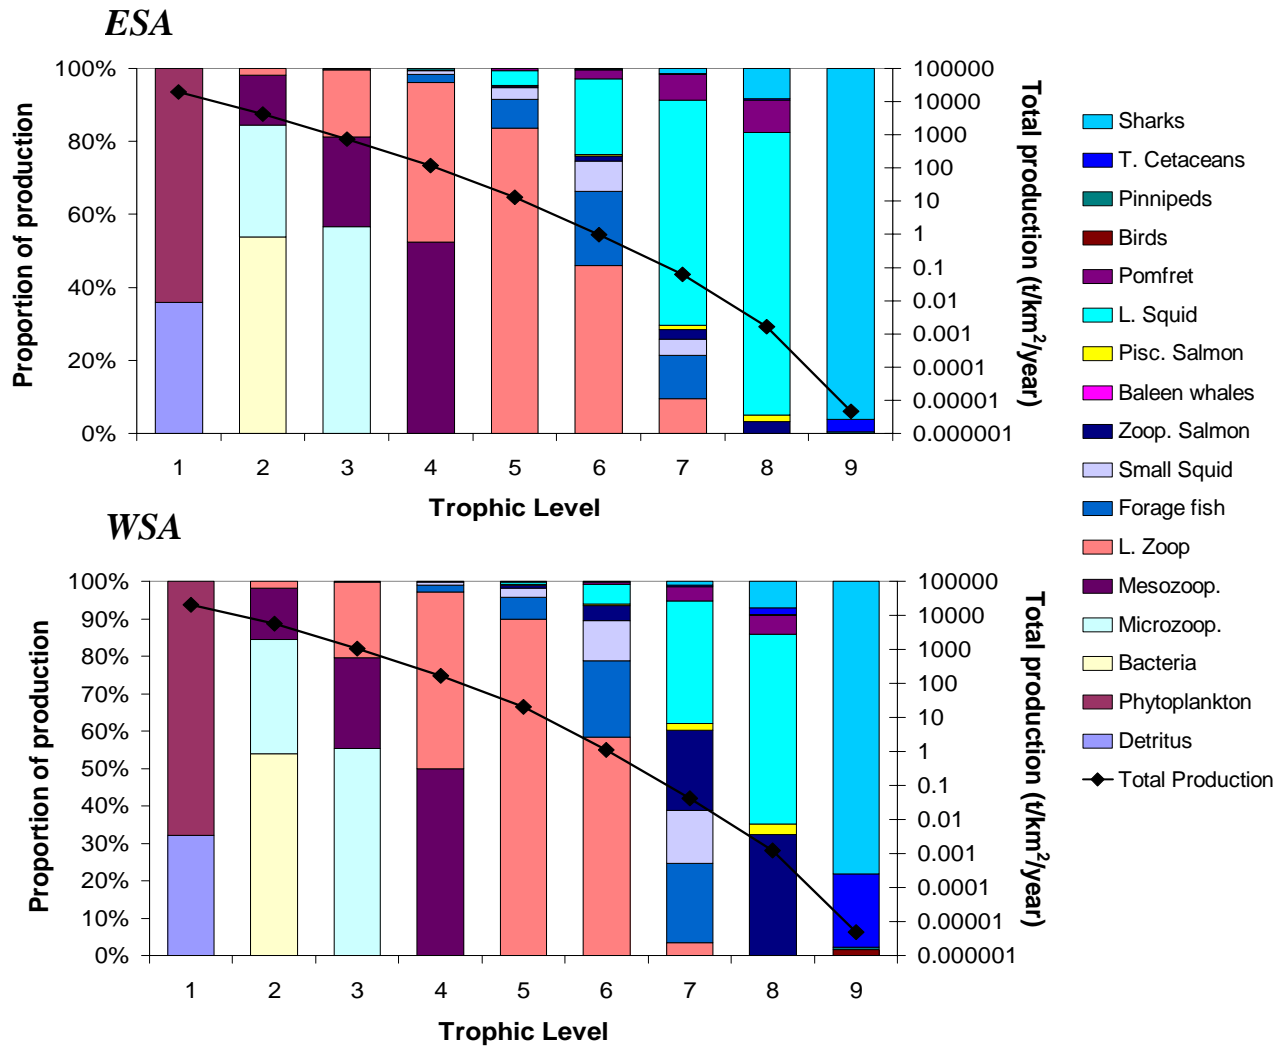 ESA
100%
80%
60%
40%
20%
0%
Proportion of production
100000
10000
1000
100
10
1
0.1
0.01
0.001
0.0001
0.00001
0.000001
Total production (t/km²/year)
1 2 3 4 5 6 7 8 9
Trophic Level
WSA
100%
90%
80%
70%
60%
50%
40%
30%
20%
10%
0%
Proportion of production
100000
10000
1000
100
10
1
0.1
0.01
0.001
0.0001
0.00001
0.000001
Total production (t/km²/year)
1 2 3 4 5 6 7 8 9
Trophic Level
Sharks
T. Cetaceans
Pinnipeds
Birds
Pomfret
L. Squid
Pisc. Salmon
Baleen whales
Zoop. Salmon
Small Squid
Forage fish
L. Zoop
Mesozoop.
Microzoop.
Bacteria
Phytoplankton
Detritus
Total Production